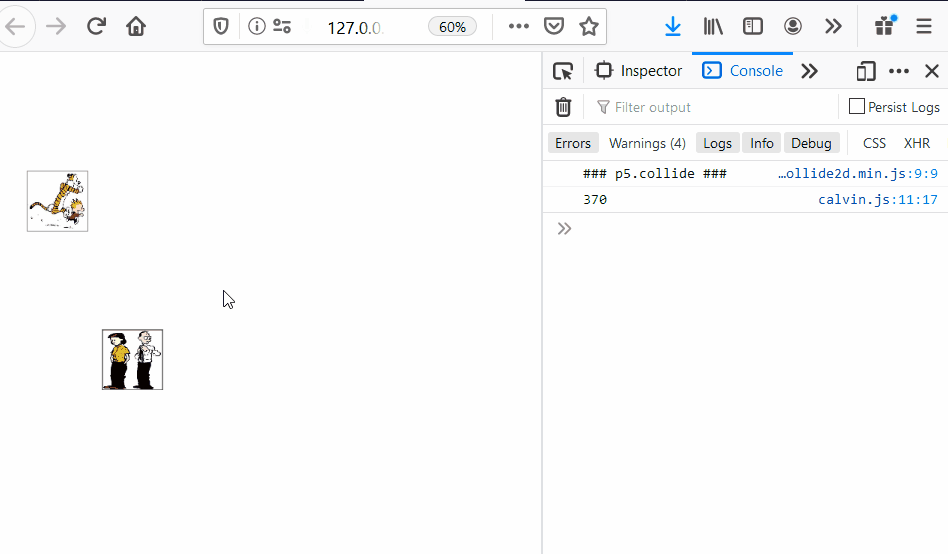 127.0.0.
60%
Inspector
Console
Filter output
Persist Logs
Errors
Warnings (4)
Logs
Info
Debug
CSS
XHR
### p5.collide ###
…ollide2d.min.js:9:9
370
calvin.js:11:17